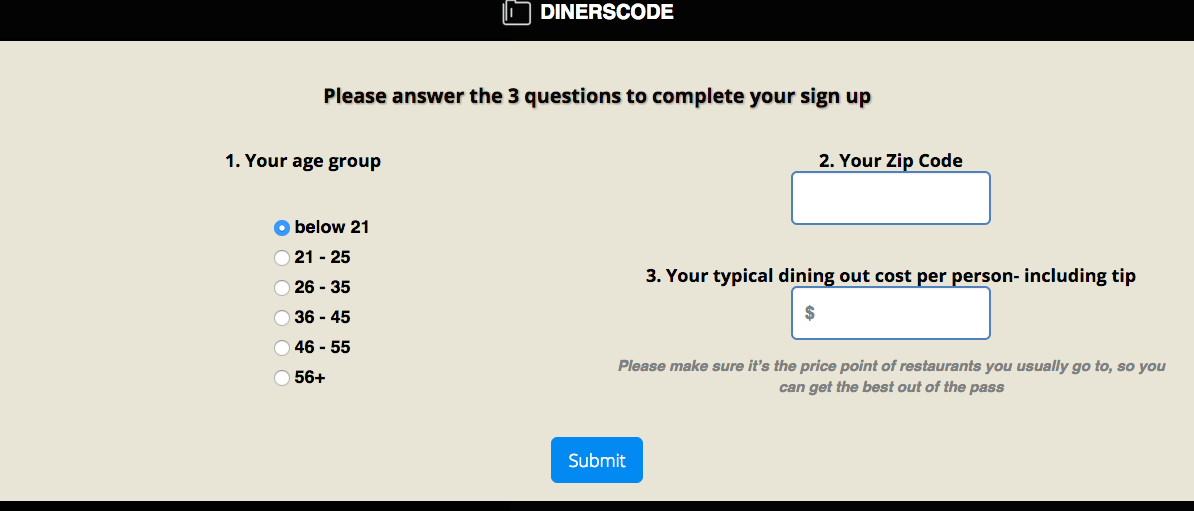 DINERSCODE
Please answer the 3 questions to complete your sign up
1. Your age group
below 21
21 - 25
26 - 35
36 - 45
46 - 55
56+
2. Your Zip Code
3. Your typical dining out cost per person- including tip
$
Please make sure it's the price point of restaurants you usually go to, so you
can get the best out of the pass
Submit